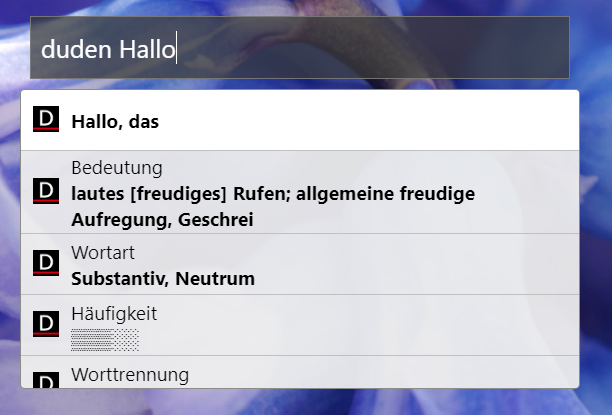 duden Hallo
D Hallo, das
Bedeutung
D lautes [freudiges] Rufen; allgemeine freudige
Aufregung, Geschrei
Wortart
D Substantiv, Neutrum
Häufigkeit
D ▒▒▒░░
Worttrennung
D